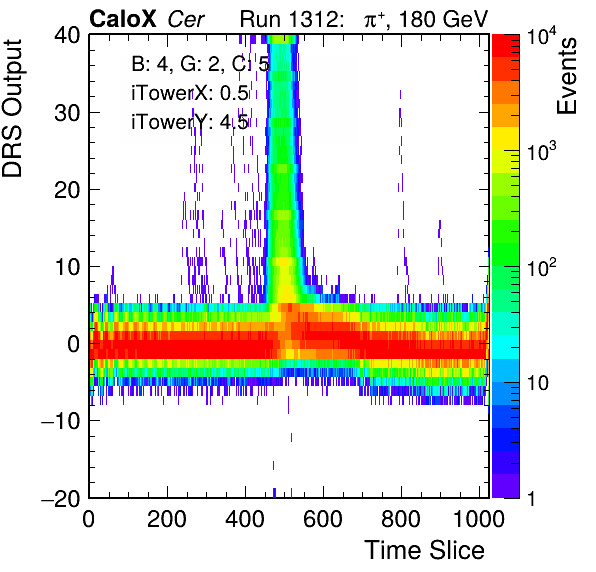 CaloX Cer Run 1312: π⁺, 180 GeV
B: 4, G: 2, C: 5
iTowerX: 0.5
iTowerY: 4.5
DRS Output
40
30
20
10
0
−10
−20
0 200 400 600 800 1000
Time Slice
Events
10⁴
10³
10²
10
1